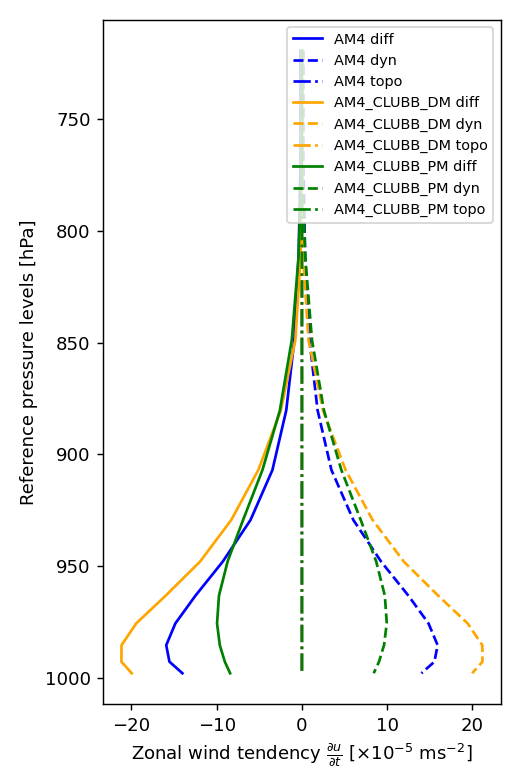 AM4 diff
AM4 dyn
AM4 topo
AM4_CLUBB_DM diff
AM4_CLUBB_DM dyn
AM4_CLUBB_DM topo
AM4_CLUBB_PM diff
AM4_CLUBB_PM dyn
AM4_CLUBB_PM topo
Reference pressure levels [hPa]
750
800
850
900
950
1000
−20 −10 0 10 20
Zonal wind tendency ∂u/∂t [×10⁻⁵ ms⁻²]